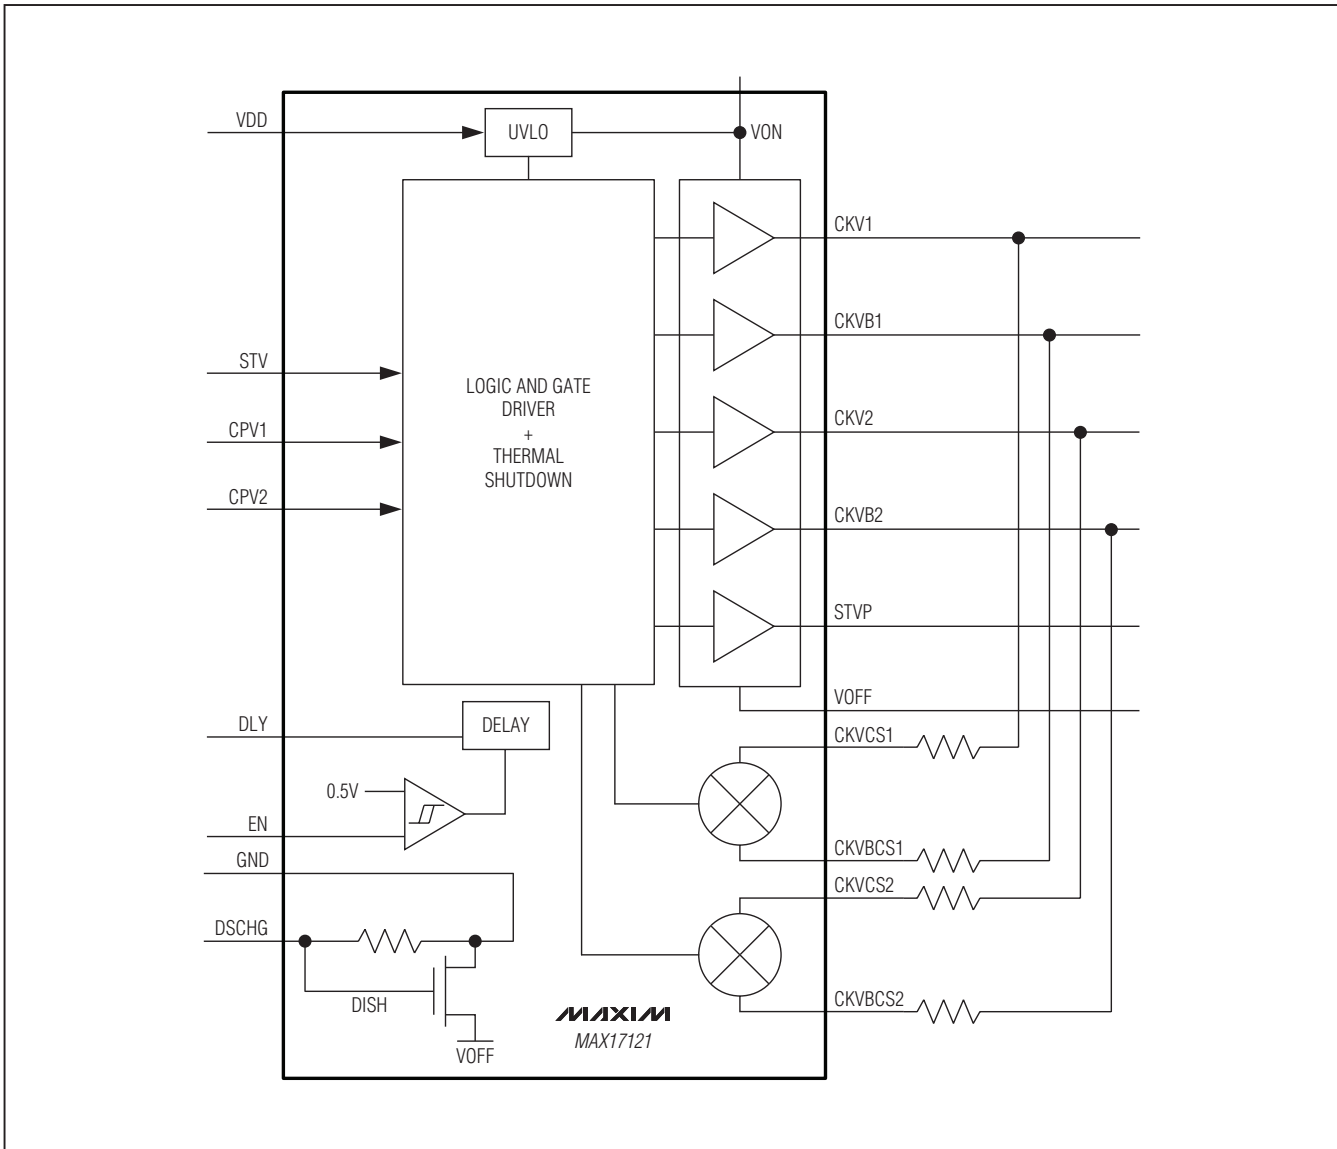 VDD
UVLO
VON
CKV1
CKVB1
STV
LOGIC AND GATE
DRIVER
+
THERMAL
SHUTDOWN
CPV1
CKV2
CPV2
CKVB2
STVP
VOFF
DLY
DELAY
CKVCS1
0.5V
EN
CKVBCS1
GND
CKVCS2
DSCHG
DISH
CKVBCS2
MAXIM
MAX17121
VOFF